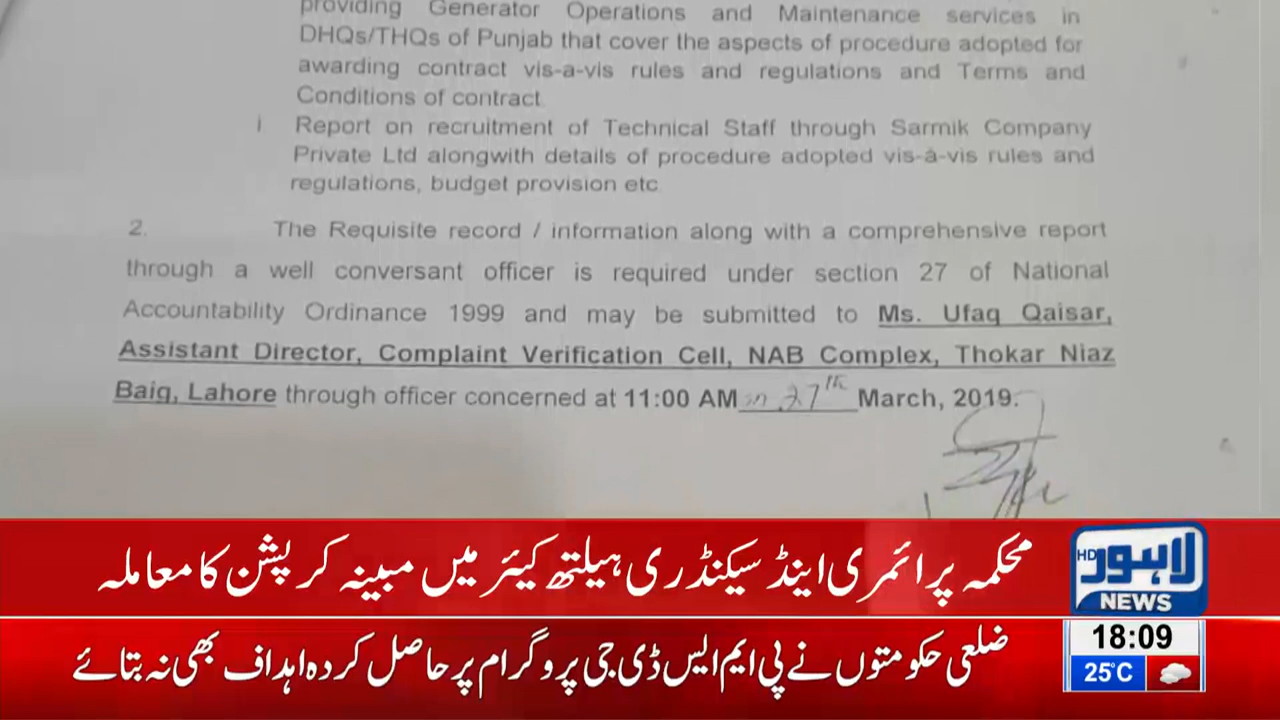 providing Generator Operations and Maintenance services in
DHQs/THQs of Punjab that cover the aspects of procedure adopted for
awarding contract vis-a-vis rules and regulations and Terms and
Conditions of contract
i Report on recruitment of Technical Staff through Sarmik Company
Private Ltd alongwith details of procedure adopted vis-à-vis rules and
regulations, budget provision etc
2. The Requisite record / information along with a comprehensive report
through a well conversant officer is required under section 27 of National
Accountability Ordinance 1999 and may be submitted to Ms. Ufaq Qaisar,
Assistant Director, Complaint Verification Cell, NAB Complex, Thokar Niaz
Baig, Lahore through officer concerned at 11:00 AM on 27th March, 2019.
محکمہ پرائمری اینڈ سیکنڈری ہیلتھ کیئر میں مبینہ کرپشن کا معاملہ
HD لاہور
NEWS
ضلعی حکومتوں نے پی ایم ایس ڈی جی پروگرام پر حاصل کردہ اہداف بھی نہ بتائے
18:09
25°C